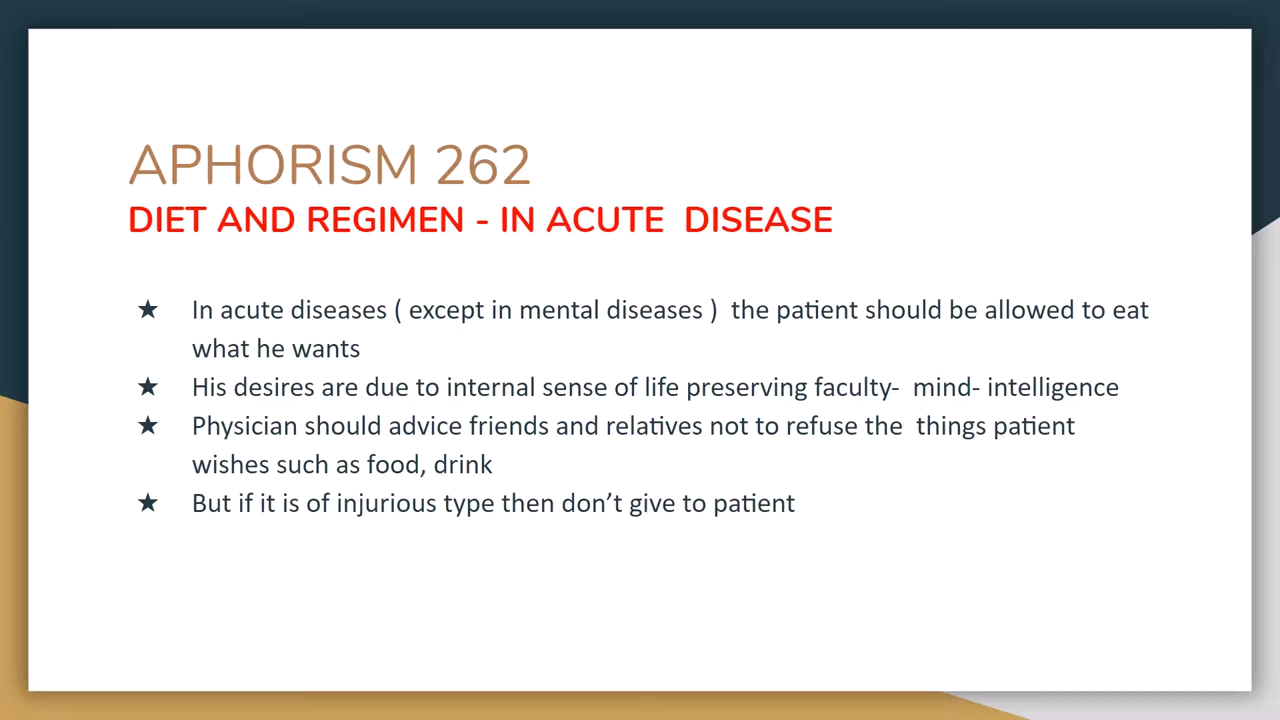 APHORISM 262
DIET AND REGIMEN - IN ACUTE  DISEASE
★ In acute diseases ( except in mental diseases )  the patient should be allowed to eat
what he wants
★ His desires are due to internal sense of life preserving faculty-  mind- intelligence
★ Physician should advice friends and relatives not to refuse the  things patient
wishes such as food, drink
★ But if it is of injurious type then don’t give to patient